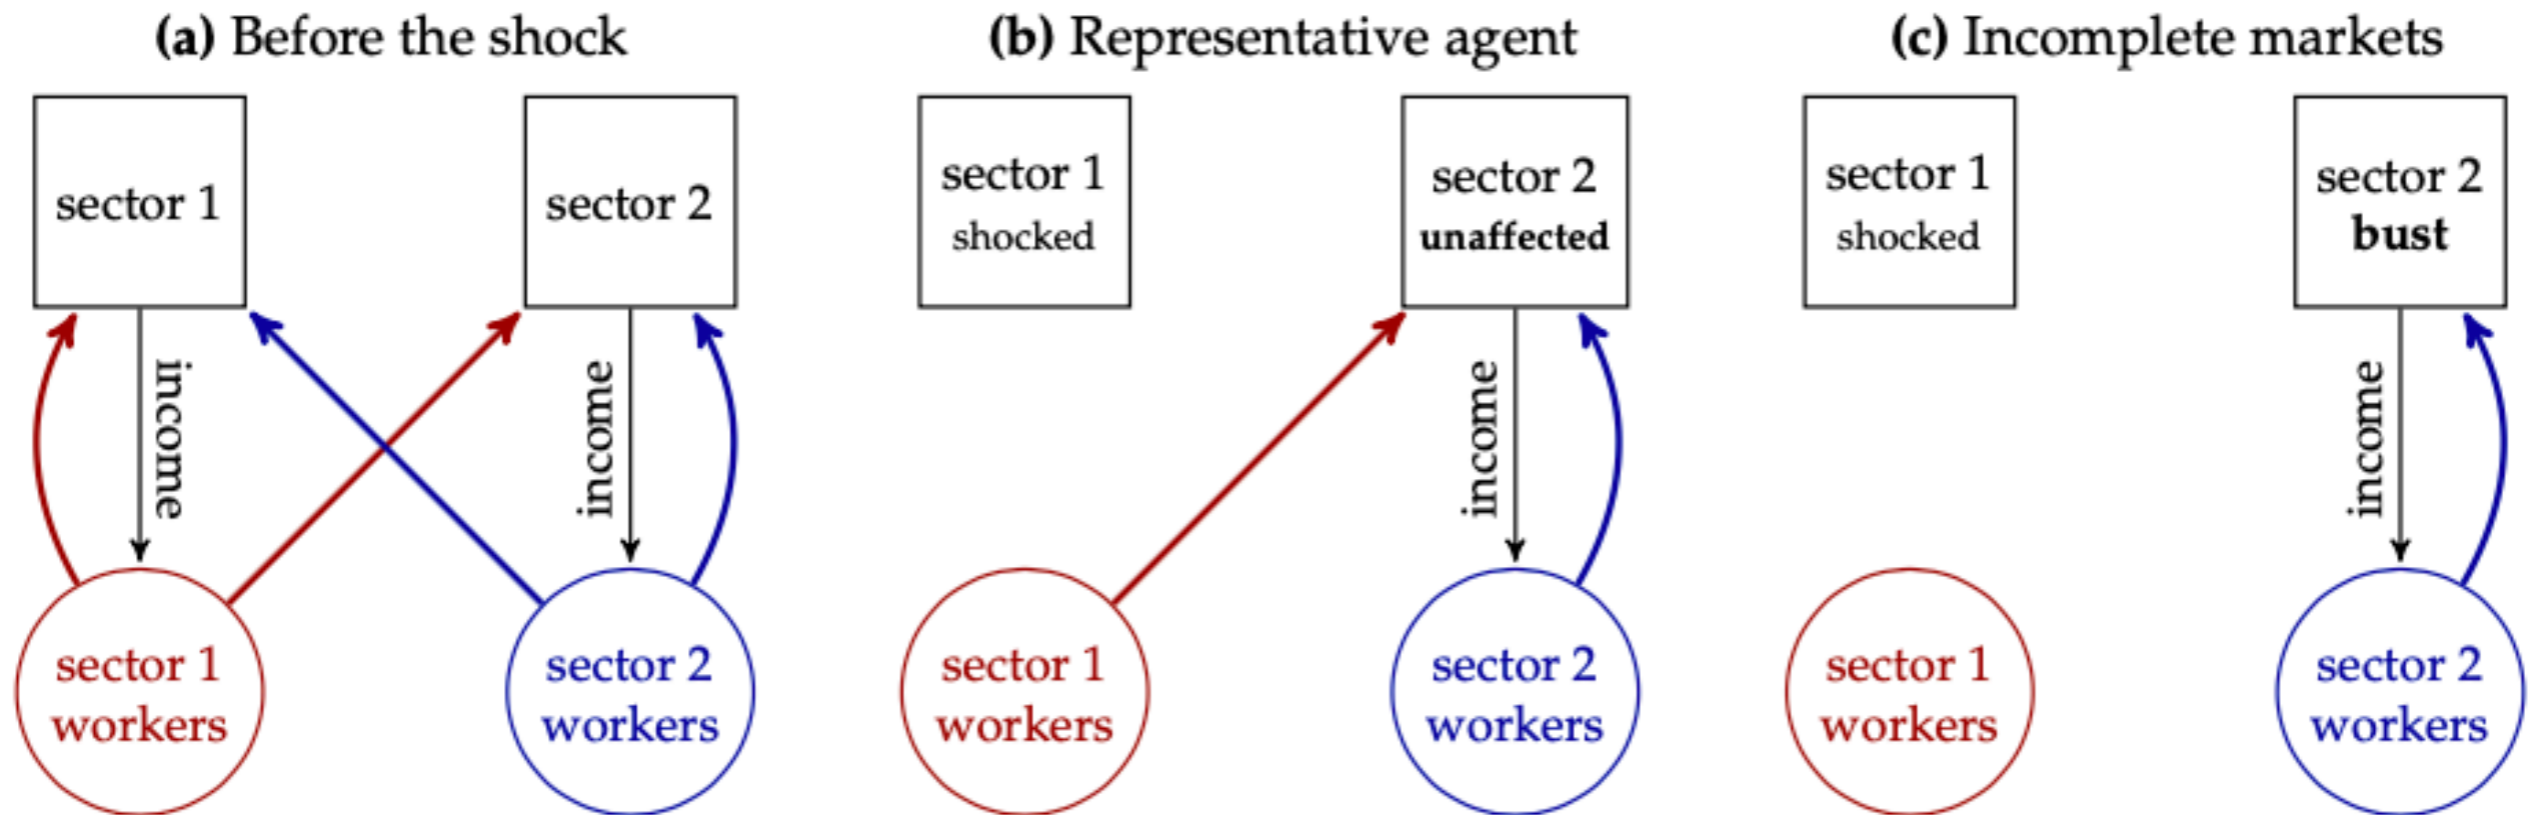 (a) Before the shock
sector 1
sector 2
income
income
sector 1
workers
sector 2
workers
(b) Representative agent
sector 1
shocked
sector 2
unaffected
income
sector 1
workers
sector 2
workers
(c) Incomplete markets
sector 1
shocked
sector 2
bust
income
sector 1
workers
sector 2
workers